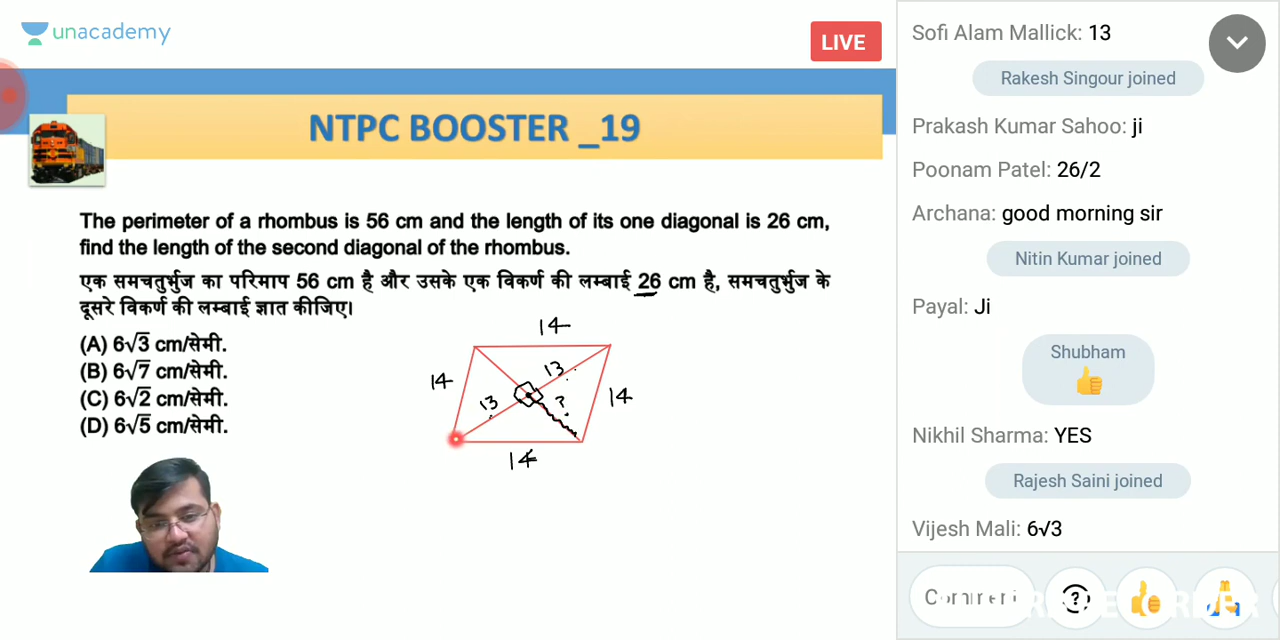 unacademy
LIVE
NTPC BOOSTER _19
The perimeter of a rhombus is 56 cm and the length of its one diagonal is 26 cm,
find the length of the second diagonal of the rhombus.
एक समचतुर्भुज का परिमाप 56 cm है और उसके एक विकर्ण की लम्बाई 26 cm है, समचतुर्भुज के
दूसरे विकर्ण की लम्बाई ज्ञात कीजिए।
(A) 6√3 cm/सेमी.
(B) 6√7 cm/सेमी.
(C) 6√2 cm/सेमी.
(D) 6√5 cm/सेमी.
14
14
13
13
?
14
14
Sofi Alam Mallick: 13
Rakesh Singour joined
Prakash Kumar Sahoo: ji
Poonam Patel: 26/2
Archana: good morning sir
Nitin Kumar joined
Payal: Ji
Shubham
Nikhil Sharma: YES
Rajesh Saini joined
Vijesh Mali: 6√3
?